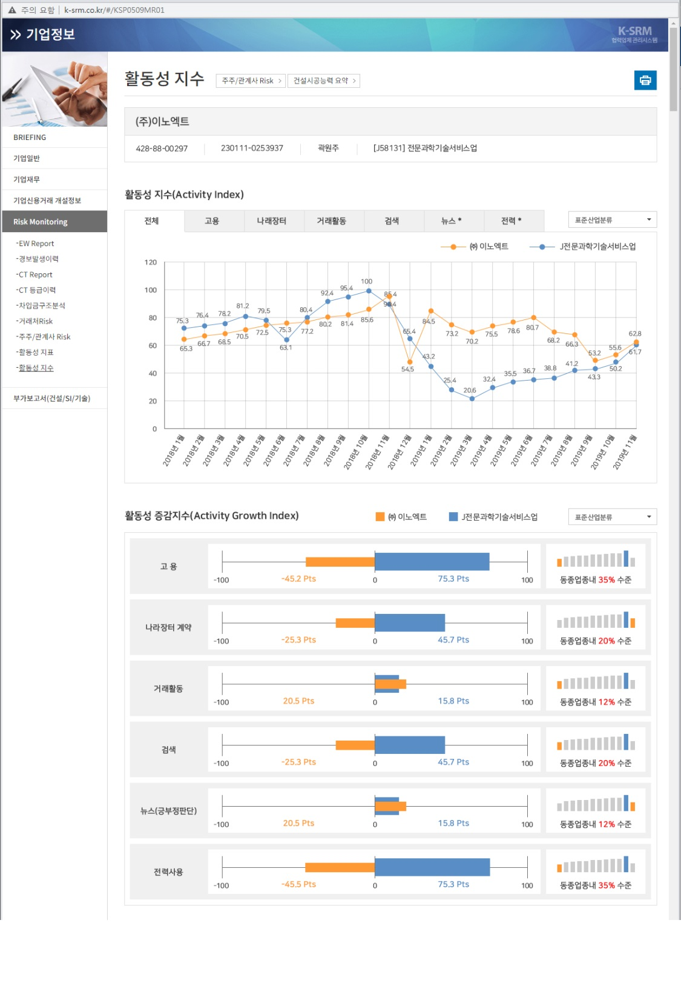 주의 요함 | k-srm.co.kr/#/KSP0509MR01
기업정보
K-SRM
협력업체 관리시스템
BRIEFING
기업일반
기업재무
기업신용거래 개설정보
Risk Monitoring
-EW Report
-경보발생이력
-CT Report
-CT 등급이력
-차입금구조분석
-거래처Risk
-주주/관계사 Risk
-활동성 지표
-활동성 지수
부가보고서(건설/SI/기술)
활동성 지수
주주/관계사 Risk >
건설시공능력 요약 >
(주)이노엑트
428-88-00297 230111-0253937 곽원주 [J58131] 전문과학기술서비스업
활동성 지수(Activity Index)
전체 고용 나래장터 거래활동 검색 뉴스 * 전력 * 표준산업분류
㈜ 이노엑트 J전문과학기술서비스업
120
100
80
60
40
20
0
75.3 76.4 78.2 81.2 79.5 63.1 80.4 92.4 95.4 100 90.4 65.4 43.2 25.4 20.6 32.4 35.5 36.7 38.8 41.2 43.3 50.2 61.7
65.3 66.7 68.5 70.5 72.5 75.3 77.2 80.2 81.4 85.6 85.4 54.5 84.5 73.2 70.2 75.5 78.6 80.7 68.2 66.3 53.2 55.6 62.8
2018년 1월 2018년 2월 2018년 3월 2018년 4월 2018년 5월 2018년 6월 2018년 7월 2018년 8월 2018년 9월 2018년 10월 2018년 11월 2018년 12월 2019년 1월 2019년 2월 2019년 3월 2019년 4월 2019년 5월 2019년 6월 2019년 7월 2019년 8월 2019년 9월 2019년 10월 2019년 11월
활동성 증감지수(Activity Growth Index)
㈜ 이노엑트 J전문과학기술서비스업 표준산업분류
고 용
-100 -45.2 Pts 0 75.3 Pts 100
동종업종내 35% 수준
나라장터 계약
-100 -25.3 Pts 0 45.7 Pts 100
동종업종내 20% 수준
거래활동
-100 20.5 Pts 0 15.8 Pts 100
동종업종내 12% 수준
검색
-100 -25.3 Pts 0 45.7 Pts 100
동종업종내 20% 수준
뉴스(긍부정판단)
-100 20.5 Pts 0 15.8 Pts 100
동종업종내 12% 수준
전력사용
-100 -45.5 Pts 0 75.3 Pts 100
동종업종내 35% 수준